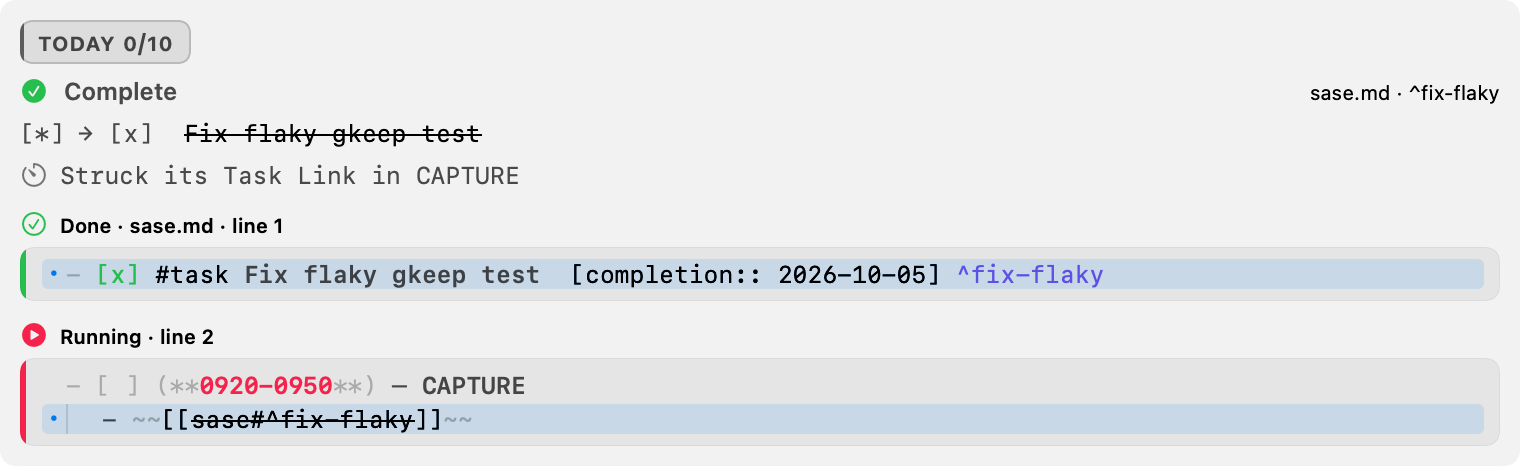 TODAY 0/10
Complete
sase.md · ^fix-flaky
[*] → [x] Fix flaky gkeep test
Struck its Task Link in CAPTURE
Done · sase.md · line 1
• – [x] #task Fix flaky gkeep test [completion:: 2026-10-05] ^fix-flaky
Running · line 2
– [ ] (**0920–0950**) — CAPTURE
• – ~~[[sase#^fix-flaky]]~~